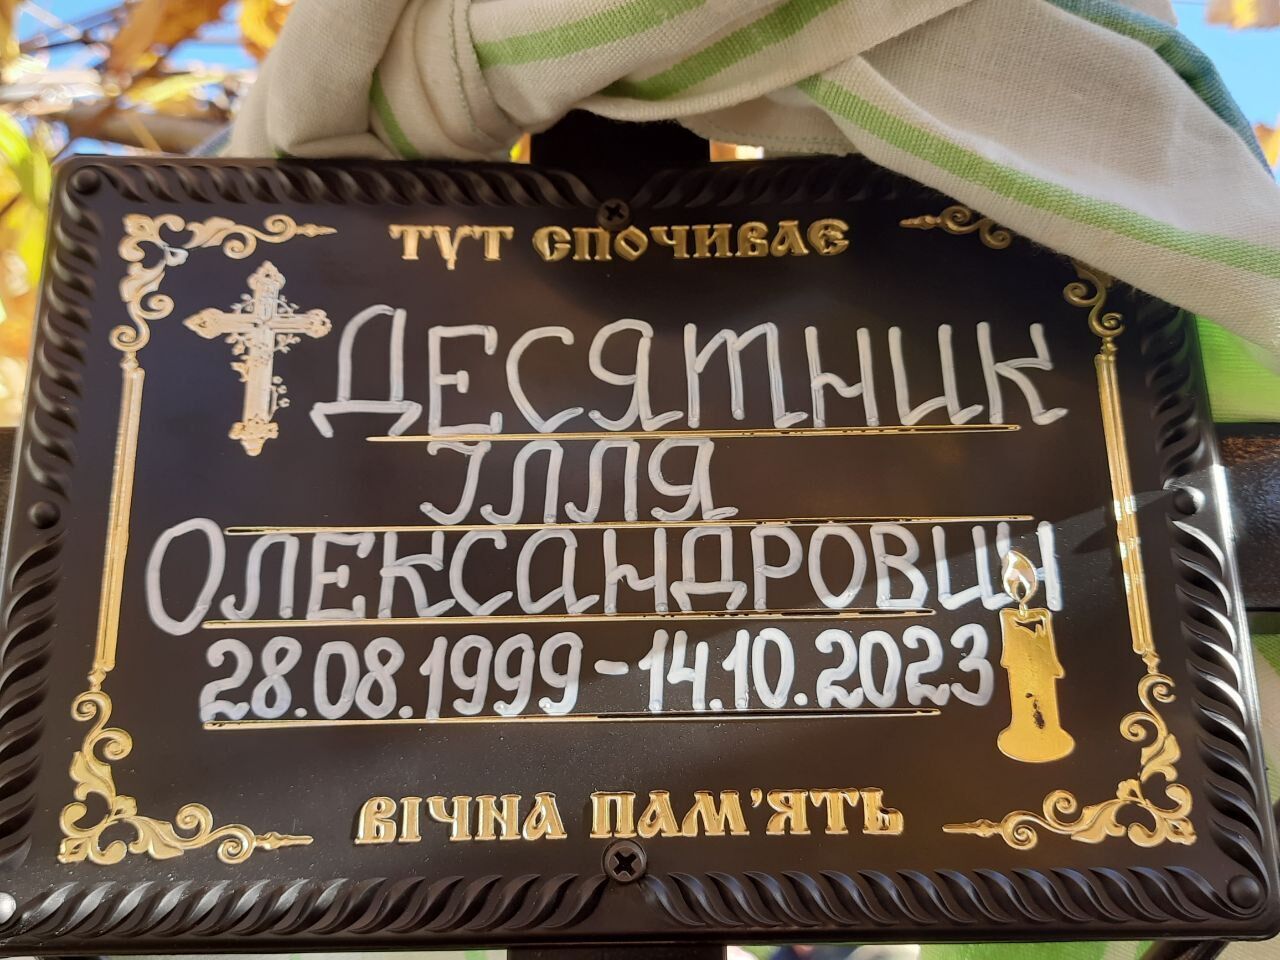 ТУТ СПОЧИВАЄ
ДЕСЯТНИК
ІЛЛЯ
ОЛЕКСАНДРОВИЧ
28.08.1999-14.10.2023
ВІЧНА ПАМ'ЯТЬ